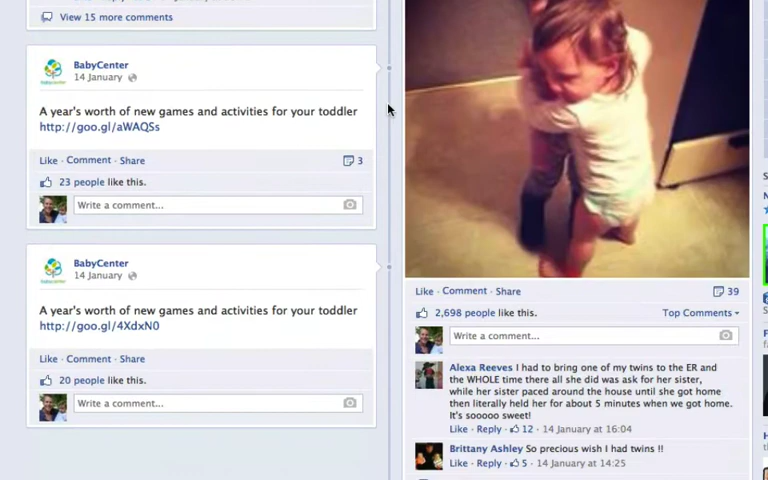 View 15 more comments
BabyCenter
14 January
A year's worth of new games and activities for your toddler
http://goo.gl/aWAQSs
Like · Comment · Share
3
23 people like this.
Write a comment...
BabyCenter
14 January
A year's worth of new games and activities for your toddler
http://goo.gl/4XdxN0
Like · Comment · Share
20 people like this.
Write a comment...
Like · Comment · Share
39
2,698 people like this.
Top Comments
Write a comment...
Alexa Reeves I had to bring one of my twins to the ER and
the WHOLE time there all she did was ask for her sister,
while her sister paced around the house until she got home
then literally held her for about 5 minutes when we got home.
It's sooooo sweet!
Like · Reply · 12 · 14 January at 16:04
Brittany Ashley So precious wish I had twins !!
Like · Reply · 5 · 14 January at 14:25